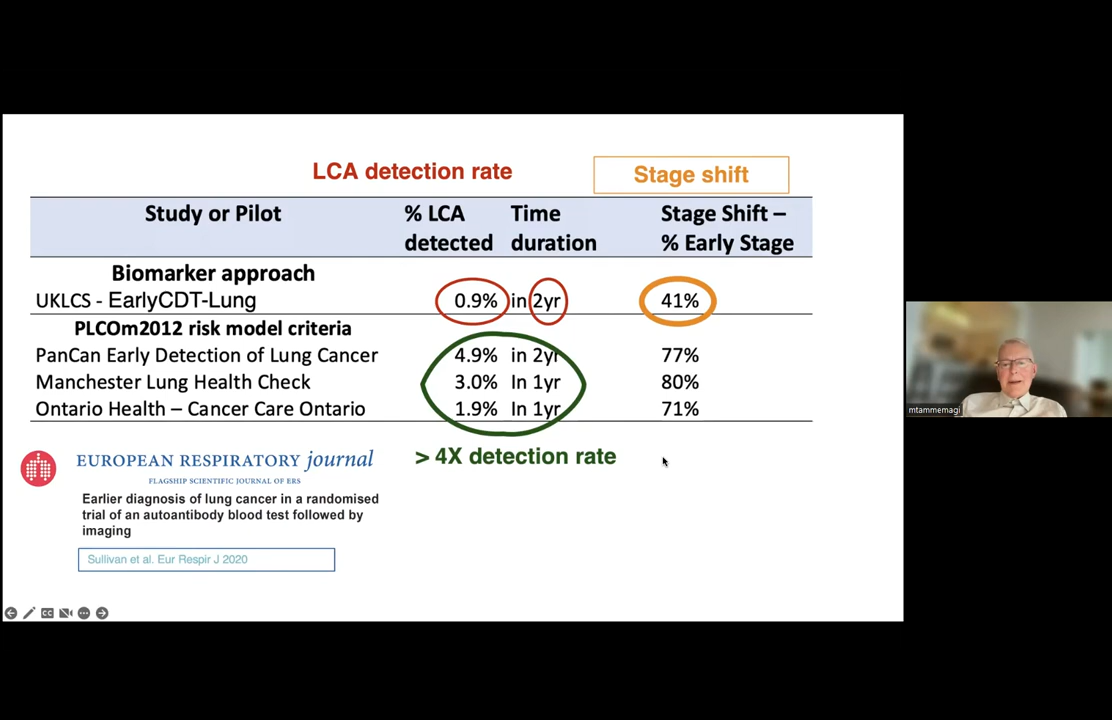 LCA detection rate
Stage shift
Study or Pilot
% LCA detected
Time duration
Stage Shift – % Early Stage
Biomarker approach
UKLCS - EarlyCDT-Lung 0.9% in 2yr 41%
PLCOm2012 risk model criteria
PanCan Early Detection of Lung Cancer 4.9% in 2yr 77%
Manchester Lung Health Check 3.0% In 1yr 80%
Ontario Health – Cancer Care Ontario 1.9% In 1yr 71%
> 4X detection rate
EUROPEAN RESPIRATORY journal
FLAGSHIP SCIENTIFIC JOURNAL OF ERS
Earlier diagnosis of lung cancer in a randomised
trial of an autoantibody blood test followed by
imaging
Sullivan et al. Eur Respir J 2020
mtammemagi
CC